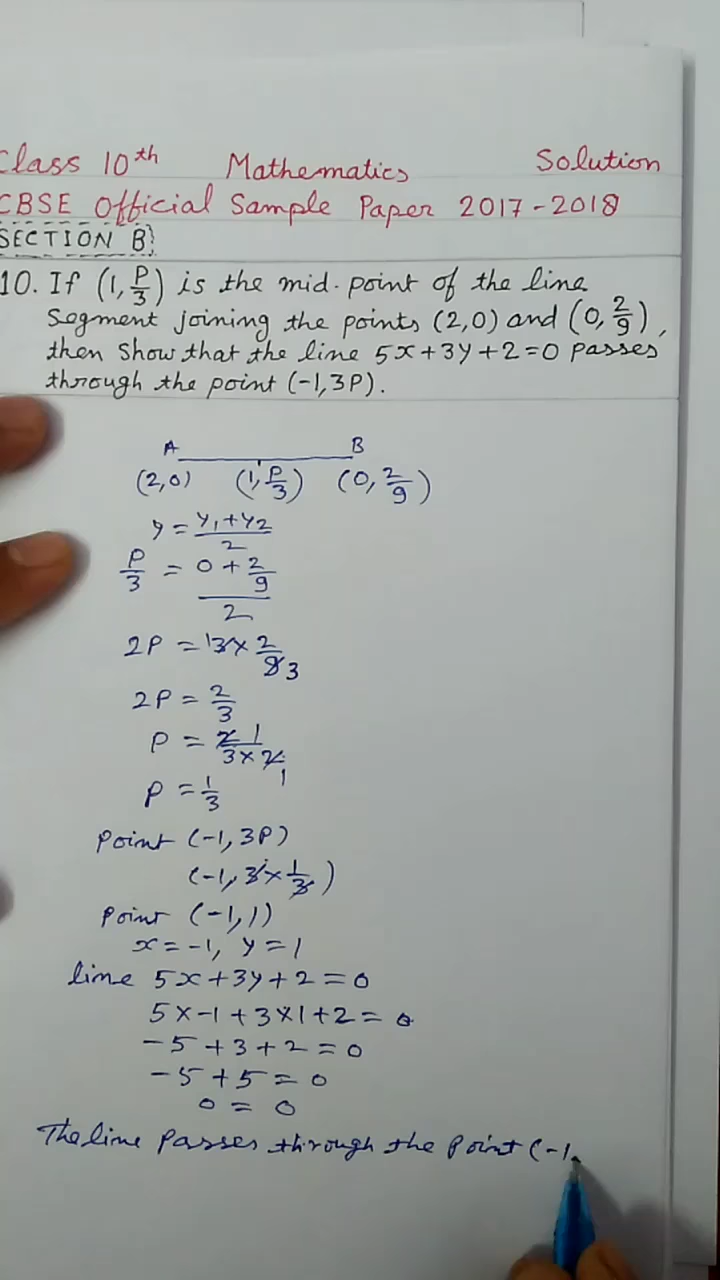 Class 10th Mathematics Solution
CBSE Official Sample Paper 2017-2018
SECTION B}
10. If (1, P/3) is the mid-point of the line
Segment joining the points (2,0) and (0, 2/9),
then Show that the line 5x+3y+2=0 Passes
through the point (-1,3P).
A B
(2,0) (1, P/3) (0, 2/9)
y = y₁+y₂/2
P/3 = 0 + 2/9 / 2
2P = 3 × 2/9 3
2P = 2/3
P = 2 1/3×2 1
P = 1/3
Point (-1, 3P)
(-1, 3 × 1/3)
Point (-1, 1)
x = -1, y = 1
line 5x+3y+2=0
5×-1+3×1+2=0
-5+3+2=0
-5+5=0
0 = 0
The line Passes through the Point (-1,